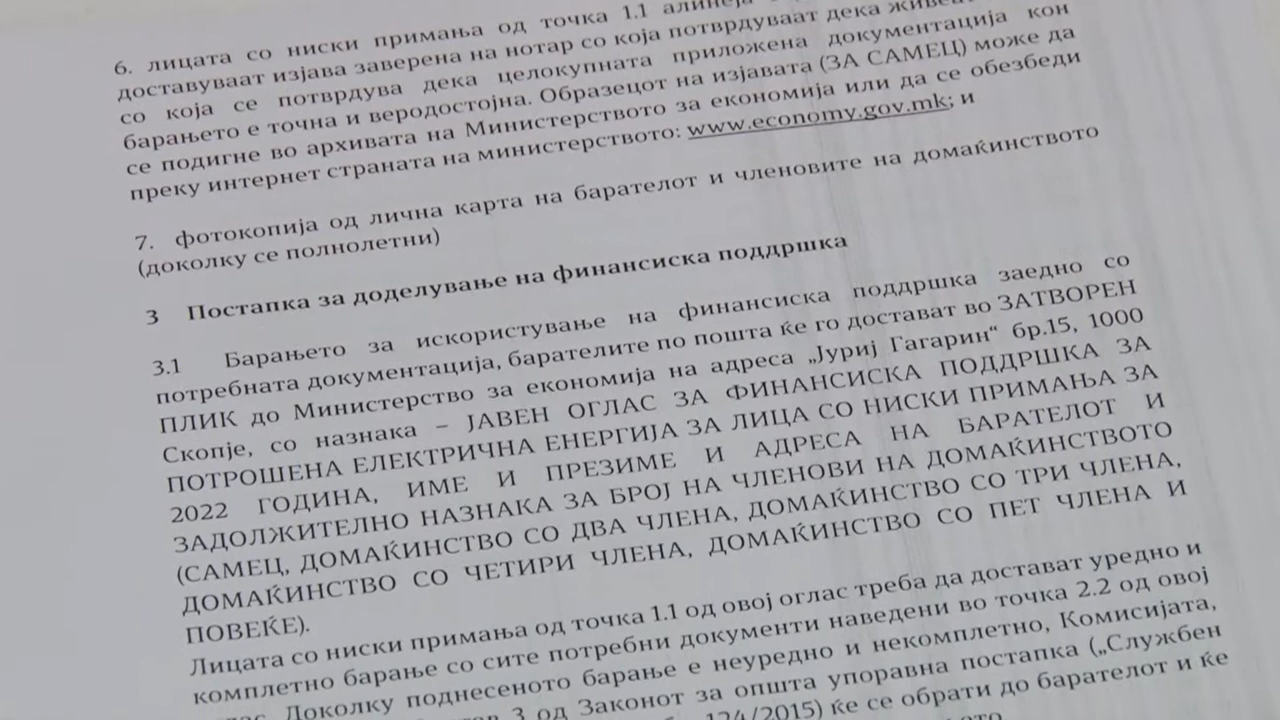 6. лицата со ниски примања од точка 1.1 алинеја
доставуваат изјава заверена на нотар со која потврдуваат дека
со која се потврдува дека целокупната приложена документација кон
барањето е точна и веродостојна. Образецот на изјавата (ЗА САМЕЦ) може да
се подигне во архивата на Министерството за економија или да се обезбеди
преку интернет страната на министерството: www.economy.gov.mk; и
7. фотокопија од лична карта на барателот и членовите на домаќинството
(доколку се полнолетни)
3 Постапка за доделување на финансиска поддршка
3.1 Барањето за искористување на финансиска поддршка заедно со
потребната документација, барателите по пошта ќе го достават во ЗАТВОРЕН
ПЛИК до Министерство за економија на адреса „Јуриј Гагарин“ бр.15, 1000
Скопје, со назнака – ЈАВЕН ОГЛАС ЗА ФИНАНСИСКА ПОДДРШКА ЗА
ПОТРОШЕНА ЕЛЕКТРИЧНА ЕНЕРГИЈА ЗА ЛИЦА СО НИСКИ ПРИМАЊА ЗА
2022 ГОДИНА, ИМЕ И ПРЕЗИМЕ И АДРЕСА НА БАРАТЕЛОТ И
ЗАДОЛЖИТЕЛНО НАЗНАКА ЗА БРОЈ НА ЧЛЕНОВИ НА ДОМАЌИНСТВОТО
(САМЕЦ, ДОМАЌИНСТВО СО ДВА ЧЛЕНА, ДОМАЌИНСТВО СО ТРИ ЧЛЕНА,
ДОМАЌИНСТВО СО ЧЕТИРИ ЧЛЕНА, ДОМАЌИНСТВО СО ПЕТ ЧЛЕНА И
ПОВЕЌЕ).
Лицата со ниски примања од точка 1.1 од овој оглас треба да достават уредно и
комплетно барање со сите потребни документи наведени во точка 2.2 од овој
Доколку поднесеното барање е неуредно и некомплетно, Комисијата,
3 од Законот за општа управна постапка („Службен
124/2015) ќе се обрати до барателот и ќе